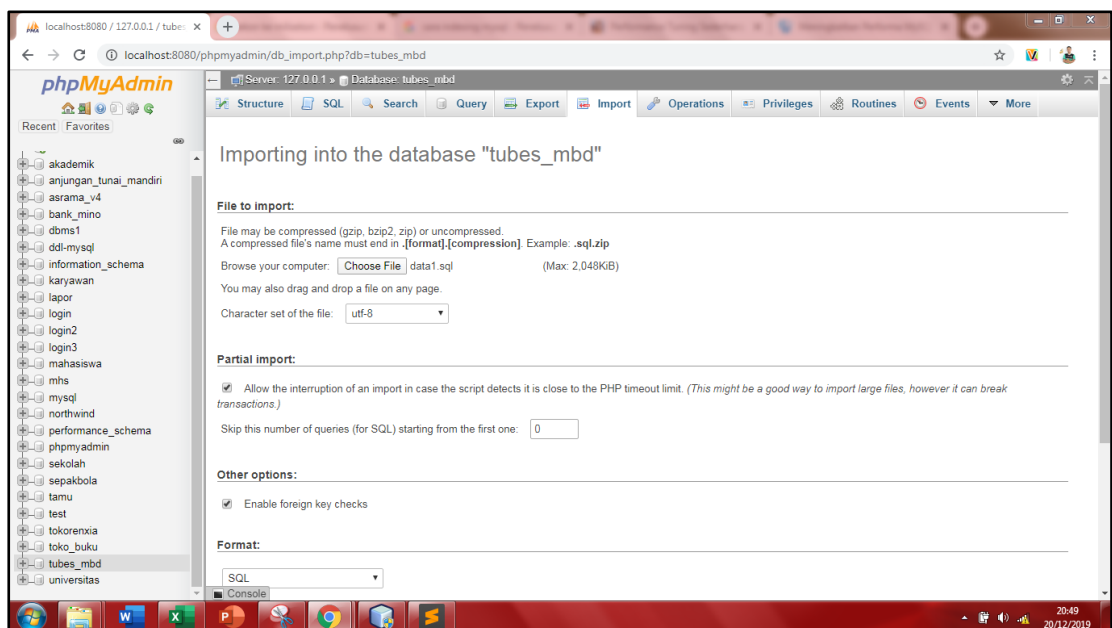 localhost:8080 / 127.0.0.1 / tube
localhost:8080/phpmyadmin/db_import.php?db=tubes_mbd
phpMyAdmin
Recent Favorites
akademik
anjungan_tunai_mandiri
asrama_v4
bank_mino
dbms1
ddl-mysql
information_schema
karyawan
lapor
login
login2
login3
mahasiswa
mhs
mysql
northwind
performance_schema
phpmyadmin
sekolah
sepakbola
tamu
test
tokorenxia
toko_buku
tubes_mbd
universitas
Server: 127.0.0.1 » Database: tubes_mbd
Structure SQL Search Query Export Import Operations Privileges Routines Events More
Importing into the database "tubes_mbd"
File to import:
File may be compressed (gzip, bzip2, zip) or uncompressed.
A compressed file's name must end in .[format].[compression]. Example: .sql.zip
Browse your computer: Choose File data1.sql (Max: 2,048KiB)
You may also drag and drop a file on any page.
Character set of the file: utf-8
Partial import:
Allow the interruption of an import in case the script detects it is close to the PHP timeout limit. (This might be a good way to import large files, however it can break
transactions.)
Skip this number of queries (for SQL) starting from the first one: 0
Other options:
Enable foreign key checks
Format:
SQL
Console
20:49
20/12/2019